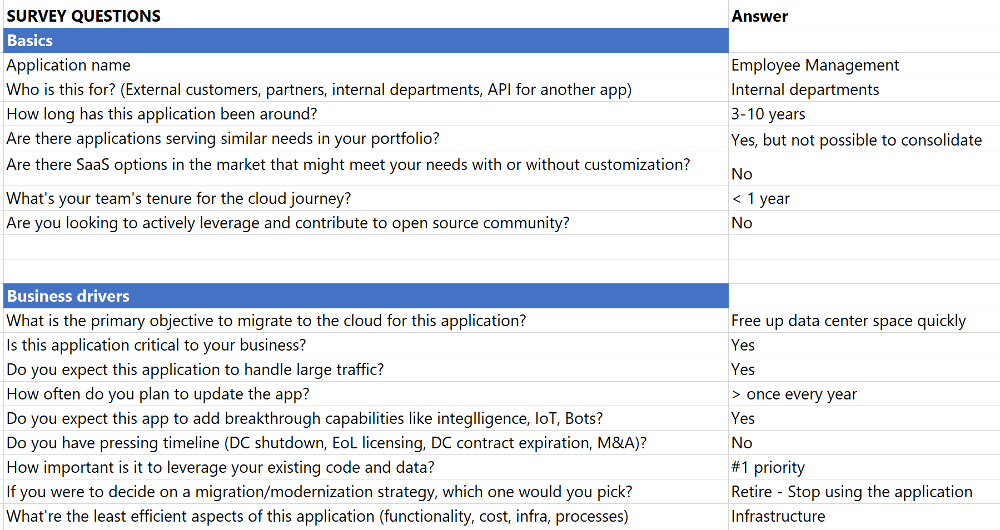 SURVEY QUESTIONS Answer
Basics
Application name Employee Management
Who is this for? (External customers, partners, internal departments, API for another app) Internal departments
How long has this application been around? 3-10 years
Are there applications serving similar needs in your portfolio? Yes, but not possible to consolidate
Are there SaaS options in the market that might meet your needs with or without customization? No
What's your team's tenure for the cloud journey? < 1 year
Are you looking to actively leverage and contribute to open source community? No
Business drivers
What is the primary objective to migrate to the cloud for this application? Free up data center space quickly
Is this application critical to your business? Yes
Do you expect this application to handle large traffic? Yes
How often do you plan to update the app? > once every year
Do you expect this app to add breakthrough capabilities like integlligence, IoT, Bots? Yes
Do you have pressing timeline (DC shutdown, EoL licensing, DC contract expiration, M&A)? No
How important is it to leverage your existing code and data? #1 priority
If you were to decide on a migration/modernization strategy, which one would you pick? Retire - Stop using the application
What're the least efficient aspects of this application (functionality, cost, infra, processes) Infrastructure